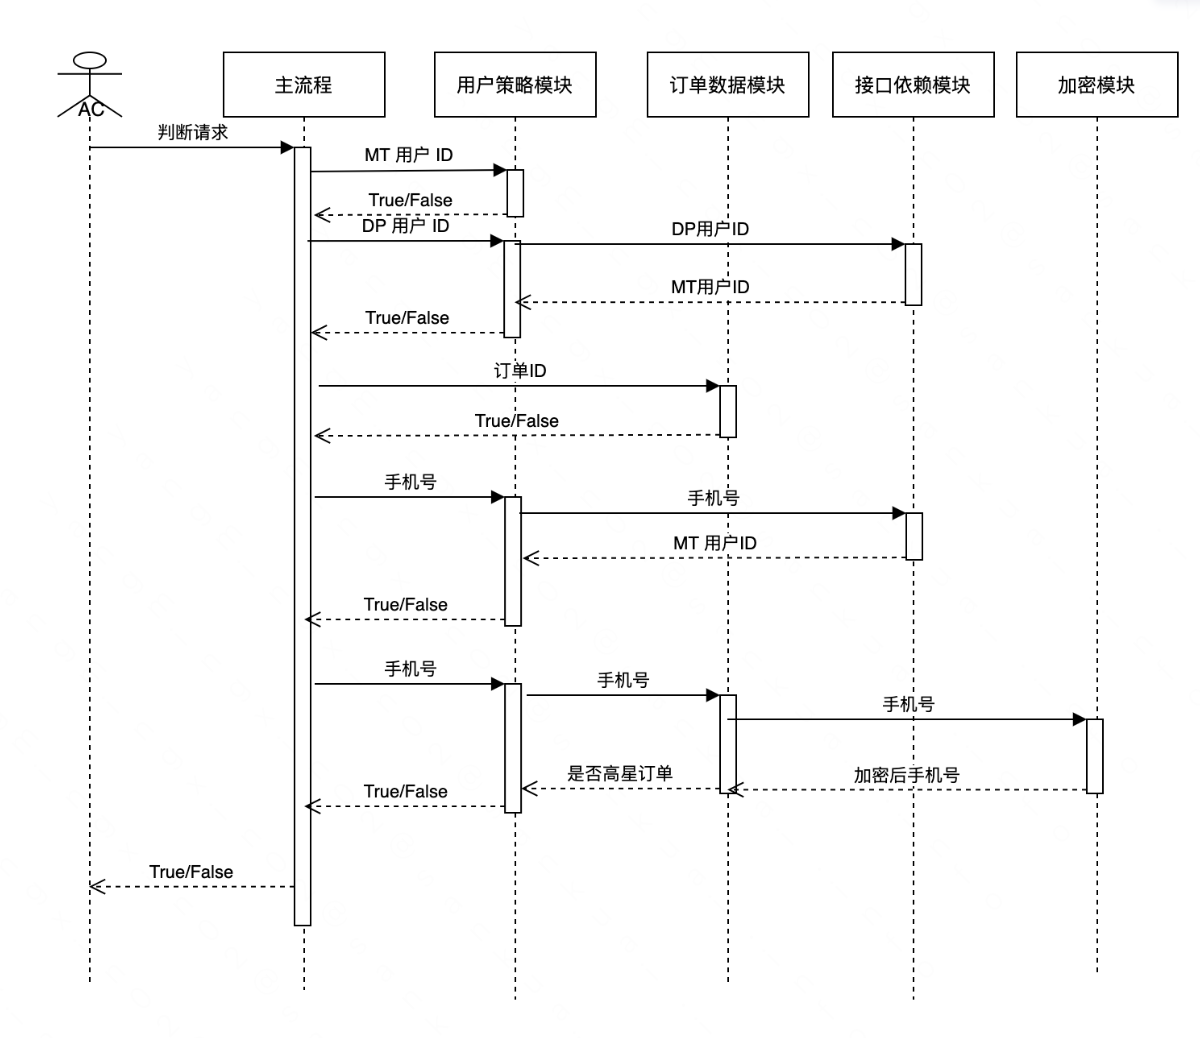 AC
主流程
用户策略模块
订单数据模块
接口依赖模块
加密模块
判断请求
MT 用户 ID
True/False
DP 用户 ID
DP用户ID
MT用户ID
True/False
订单ID
True/False
手机号
手机号
MT 用户ID
True/False
手机号
手机号
手机号
是否高星订单
加密后手机号
True/False
True/False